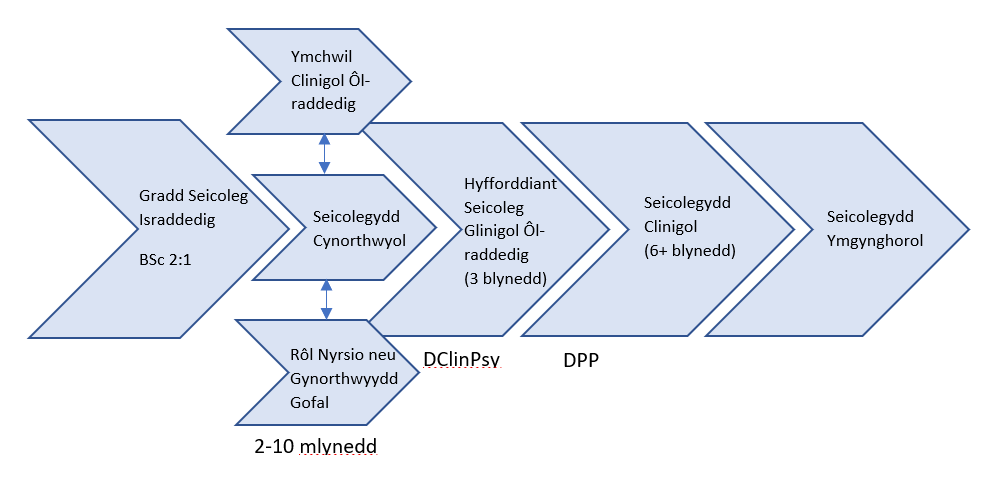 Ymchwil
Clinigol Ôl-
raddedig
Gradd Seicoleg
Israddedig
BSc 2:1
Seicolegydd
Cynorthwyol
Rôl Nyrsio neu
Gynorthwyydd
Gofal
2-10 mlynedd
Hyfforddiant
Seicoleg
Glinigol Ôl-
raddedig
(3 blynedd)
DClinPsy
Seicolegydd
Clinigol
(6+ blynedd)
DPP
Seicolegydd
Ymgynghorol